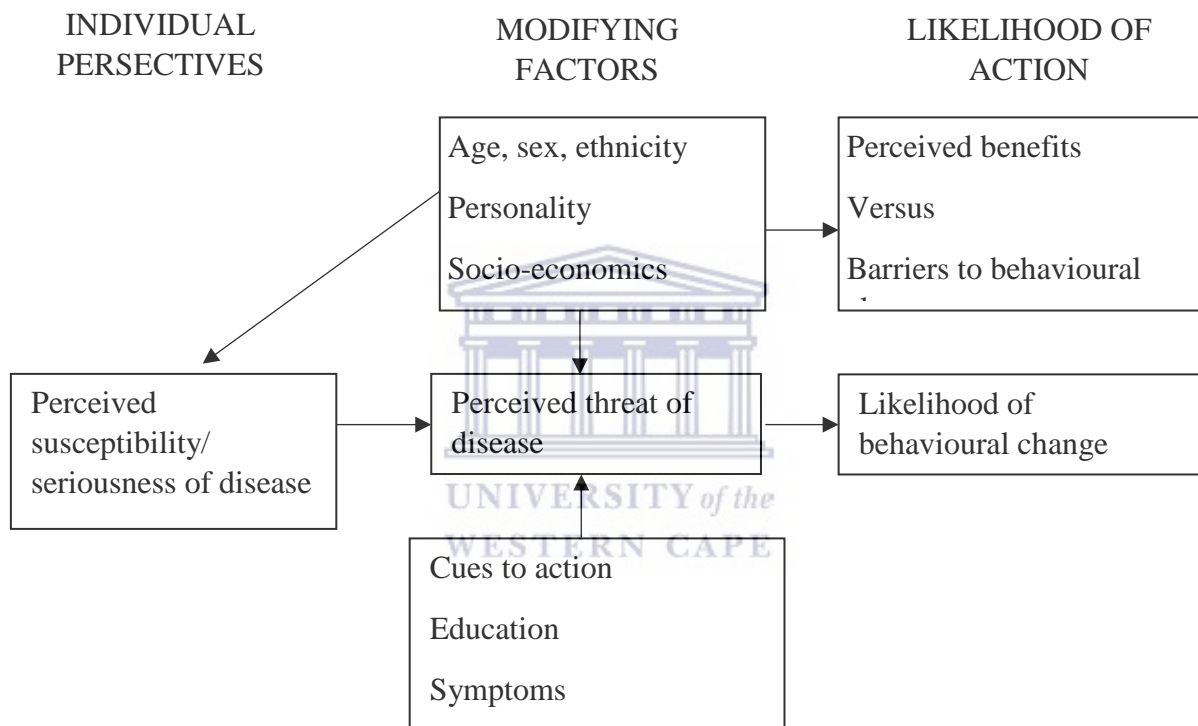 INDIVIDUAL
PERSECTIVES
MODIFYING
FACTORS
LIKELIHOOD OF
ACTION
Age, sex, ethnicity
Personality
Socio-economics
Perceived benefits
Versus
Barriers to behavioural
Perceived
susceptibility/
seriousness of disease
Perceived threat of
disease
Likelihood of
behavioural change
UNIVERSITY of the
WESTERN CAPE
Cues to action
Education
Symptoms